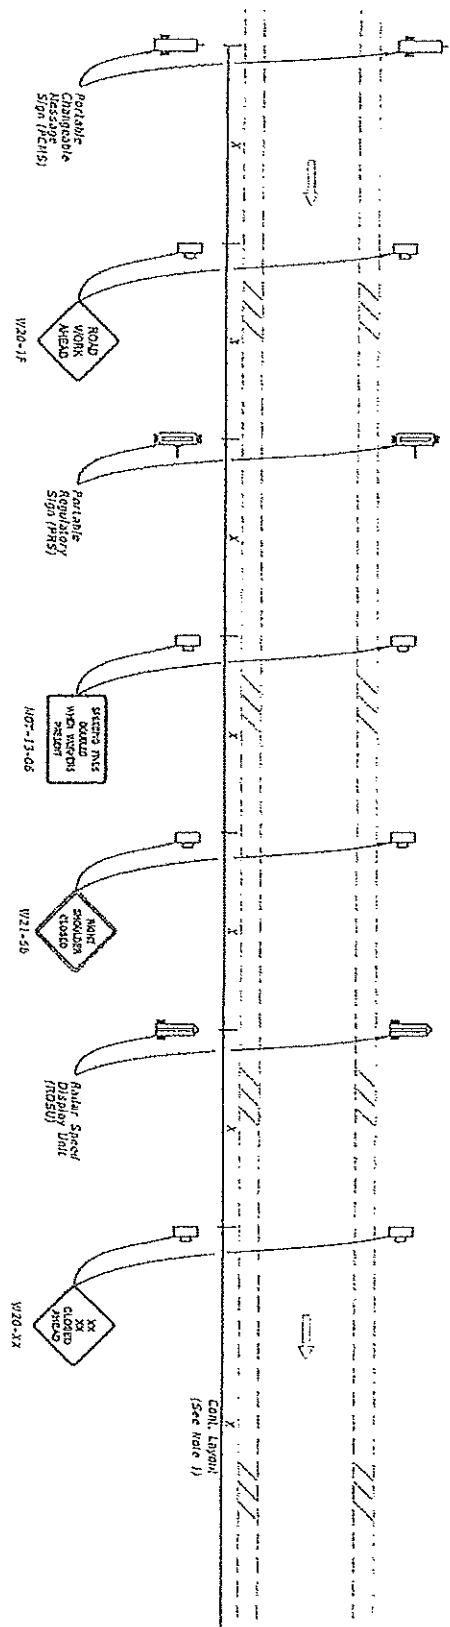 Portable
Changeable
Message
Sign (PCMS)
X
ROAD
WORK
AHEAD
W20-1F
X
Portable
Regulatory
Sign (PRS)
X
SPEEDING FINES
DOUBLED
WHEN WORKERS
PRESENT
MOT-13-06
X
RIGHT
SHOULDER
CLOSED
W21-5b
X
Radar Speed
Display Unit
(RDSU)
X
XX
CLOSED
XX
AHEAD
W20-XX
X
Cont. Layout
(See Note 1)